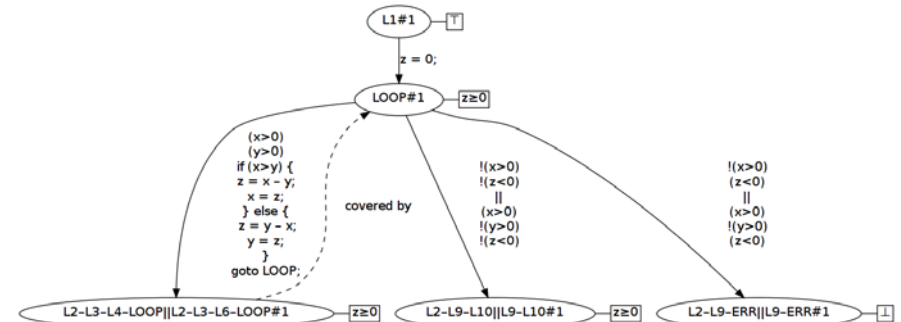 L1#1
⊤
z = 0;
LOOP#1
z≥0
(x>0)
(y>0)
if (x>y) {
z = x – y;
x = z;
} else {
z = y – x;
y = z;
}
goto LOOP;
covered by
!(x>0)
!(z<0)
||
(x>0)
!(y>0)
!(z<0)
!(x>0)
(z<0)
||
(x>0)
!(y>0)
(z<0)
L2–L3–L4–LOOP||L2–L3–L6–LOOP#1
z≥0
L2–L9–L10||L9–L10#1
z≥0
L2–L9–ERR||L9–ERR#1
⊥